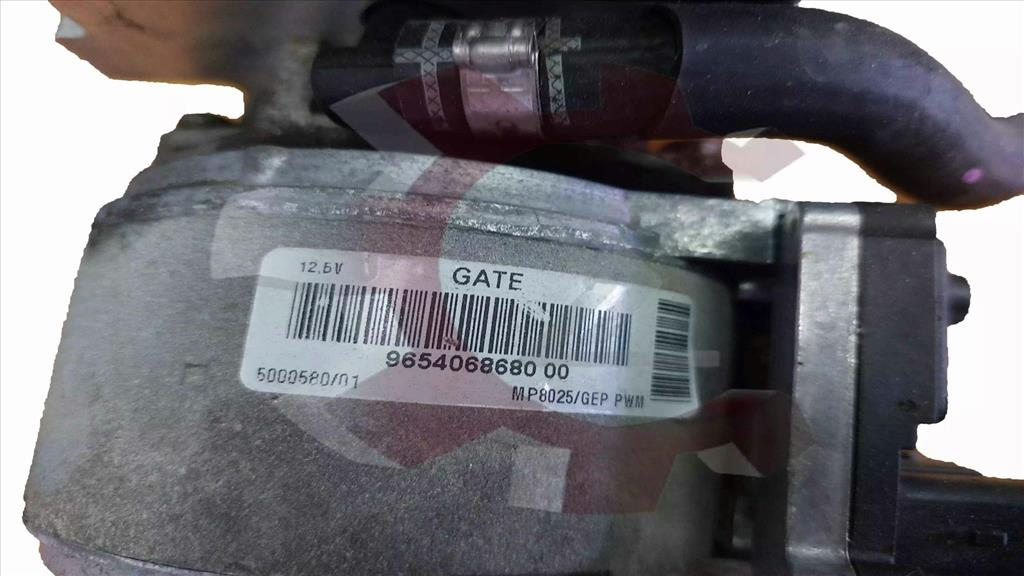 12.5V
GATE
9654068680 00
5000580/01
MP8025/GEP PWM